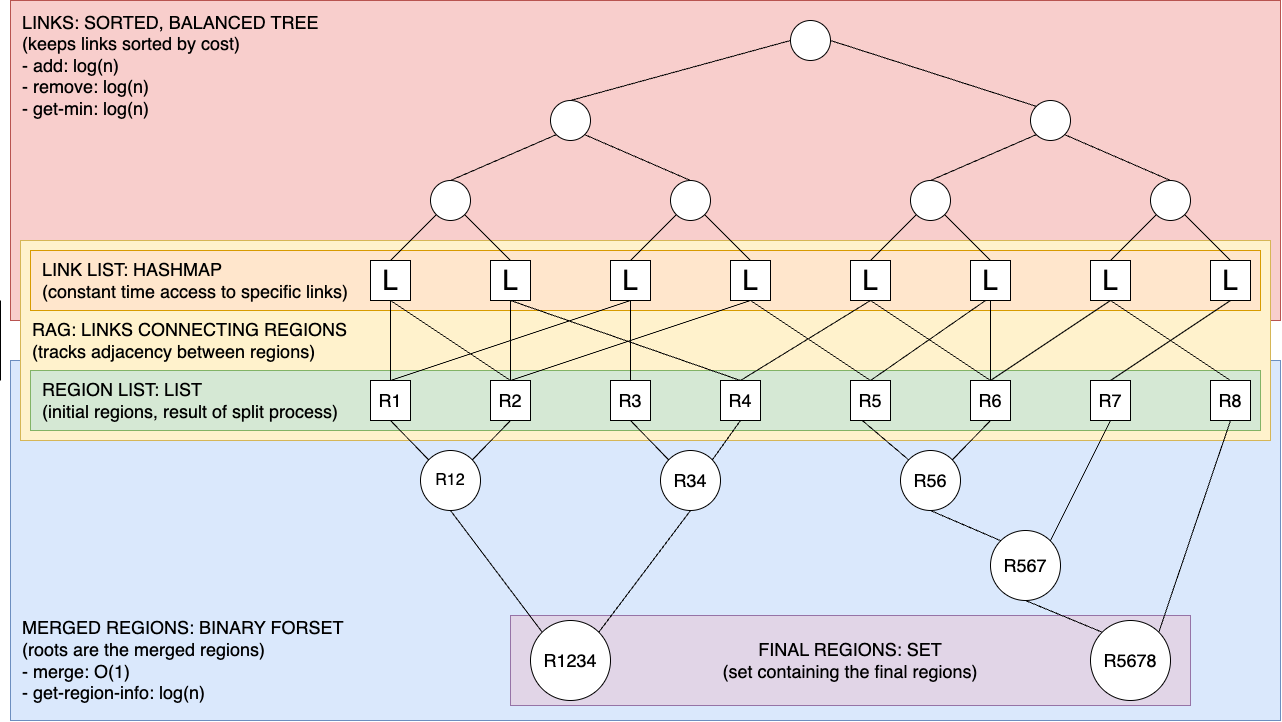 LINKS: SORTED, BALANCED TREE
(keeps links sorted by cost)
- add: log(n)
- remove: log(n)
- get-min: log(n)
LINK LIST: HASHMAP
(constant time access to specific links)
L L L L L L L L
RAG: LINKS CONNECTING REGIONS
(tracks adjacency between regions)
REGION LIST: LIST
(initial regions, result of split process)
R1 R2 R3 R4 R5 R6 R7 R8
R12 R34 R56
R567
MERGED REGIONS: BINARY FORSET
(roots are the merged regions)
- merge: O(1)
- get-region-info: log(n)
R1234
FINAL REGIONS: SET
(set containing the final regions)
R5678